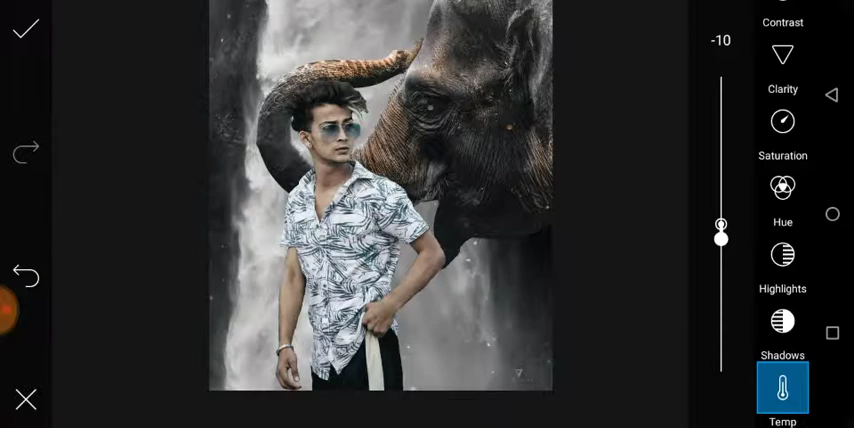 -10
Contrast
Clarity
Saturation
Hue
Highlights
Shadows
Temp